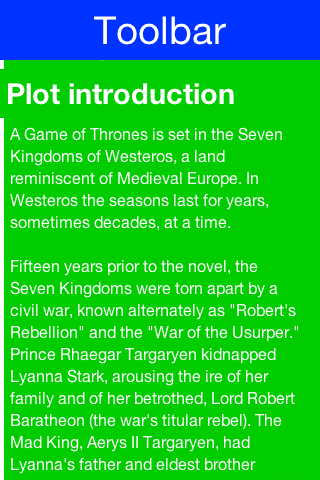 Toolbar
Plot introduction
A Game of Thrones is set in the Seven
Kingdoms of Westeros, a land
reminiscent of Medieval Europe. In
Westeros the seasons last for years,
sometimes decades, at a time.
Fifteen years prior to the novel, the
Seven Kingdoms were torn apart by a
civil war, known alternately as "Robert's
Rebellion" and the "War of the Usurper."
Prince Rhaegar Targaryen kidnapped
Lyanna Stark, arousing the ire of her
family and of her betrothed, Lord Robert
Baratheon (the war's titular rebel). The
Mad King, Aerys II Targaryen, had
Lyanna's father and eldest brother